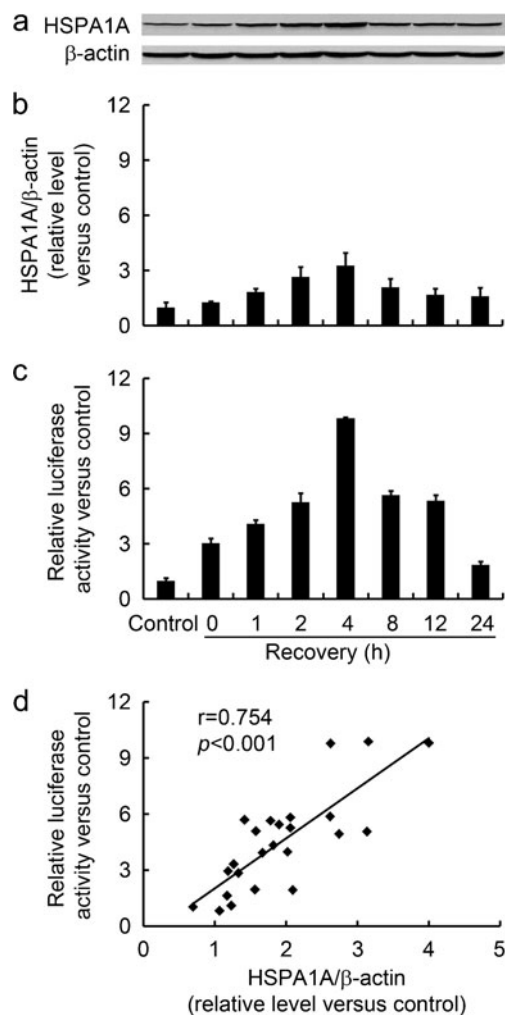 a
HSPA1A
β-actin
b
HSPA1A/β-actin
(relative level
versus control)
12
9
6
3
0
c
Relative luciferase
activity versus control
12
9
6
3
0
Control 0 1 2 4 8 12 24
Recovery (h)
d
Relative luciferase
activity versus control
12
9
6
3
0
r=0.754
p<0.001
0 1 2 3 4 5
HSPA1A/β-actin
(relative level versus control)